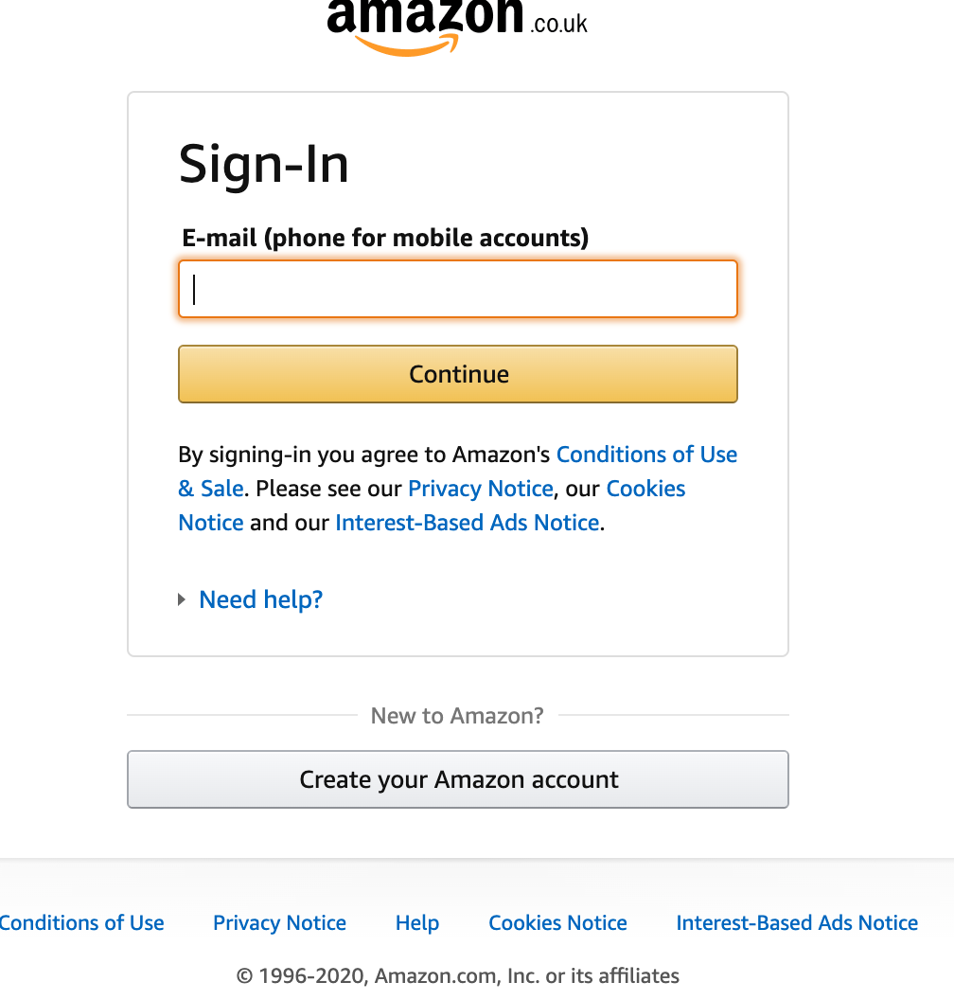 amazon.co.uk
Sign-In
E-mail (phone for mobile accounts)
Continue
By signing-in you agree to Amazon's Conditions of Use
& Sale. Please see our Privacy Notice, our Cookies
Notice and our Interest-Based Ads Notice.
Need help?
New to Amazon?
Create your Amazon account
Conditions of Use Privacy Notice Help Cookies Notice Interest-Based Ads Notice
© 1996-2020, Amazon.com, Inc. or its affiliates